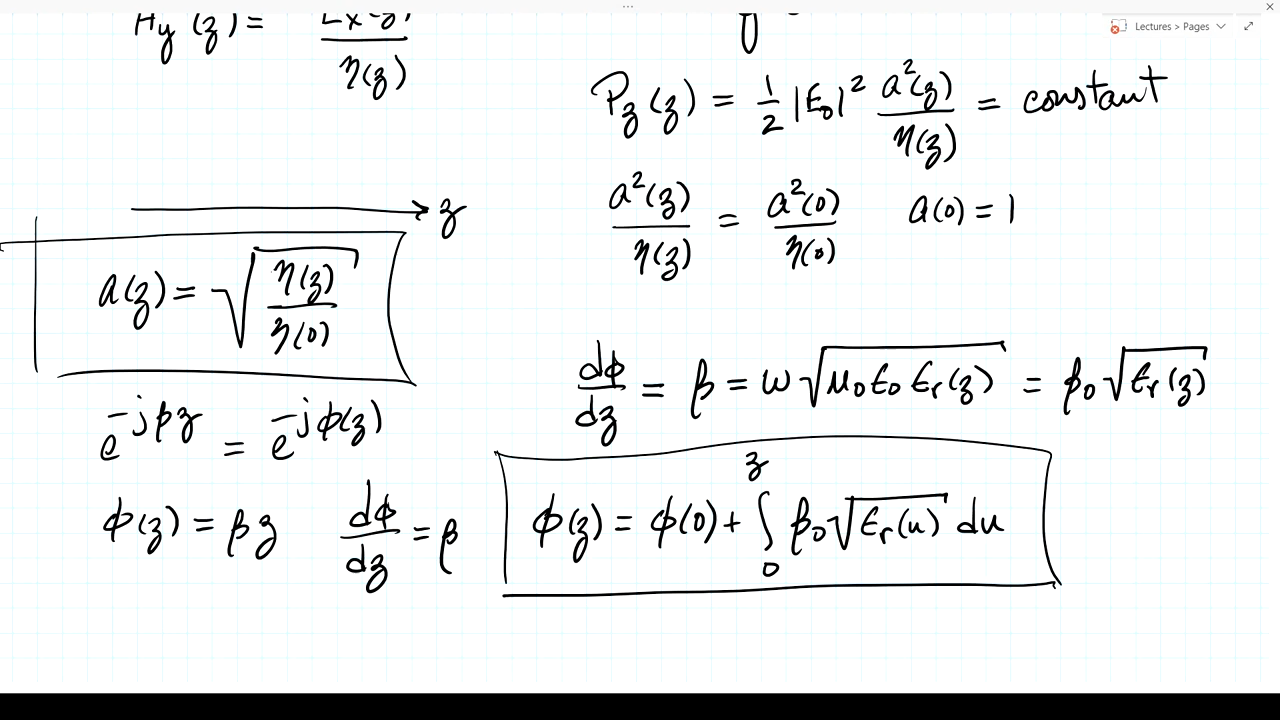 Lectures > Pages
H_y(z) = E_x(z) / η(z)
P_z(z) = 1/2 |E_0|² a²(z)/η(z) = constant
→ z
a²(z)/η(z) = a²(0)/η(0)   a(0) = 1
a(z) = √(η(z)/η(0))
dφ/dz = β = ω√(μ_0 ε_0 ε_r(z)) = β_0 √(ε_r(z))
e^{-jβz} = e^{-jφ(z)}
φ(z) = βz   dφ/dz = β
φ(z) = φ(0) + ∫_0^z β_0 √(ε_r(u)) du